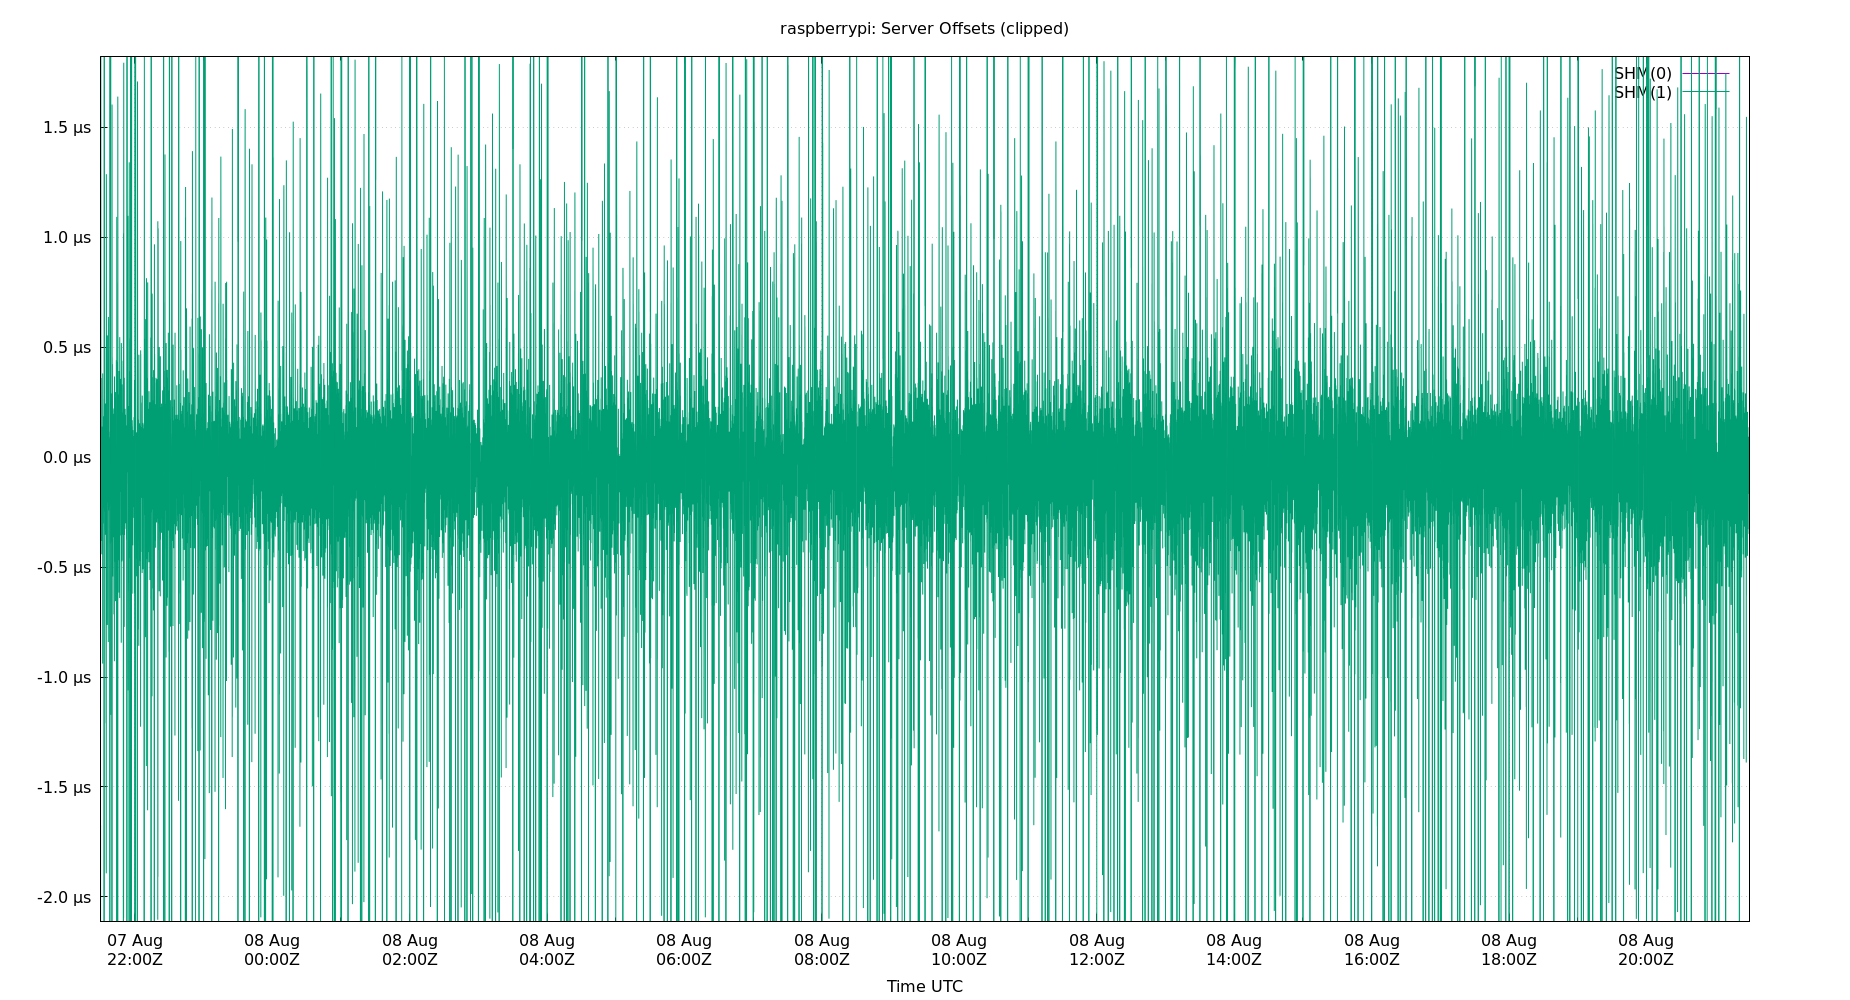 raspberrypi: Server Offsets (clipped)
SHM(0)
SHM(1)
1.5 µs
1.0 µs
0.5 µs
0.0 µs
-0.5 µs
-1.0 µs
-1.5 µs
-2.0 µs
07 Aug 08 Aug 08 Aug 08 Aug 08 Aug 08 Aug 08 Aug 08 Aug 08 Aug 08 Aug 08 Aug 08 Aug
22:00Z 00:00Z 02:00Z 04:00Z 06:00Z 08:00Z 10:00Z 12:00Z 14:00Z 16:00Z 18:00Z 20:00Z
Time UTC